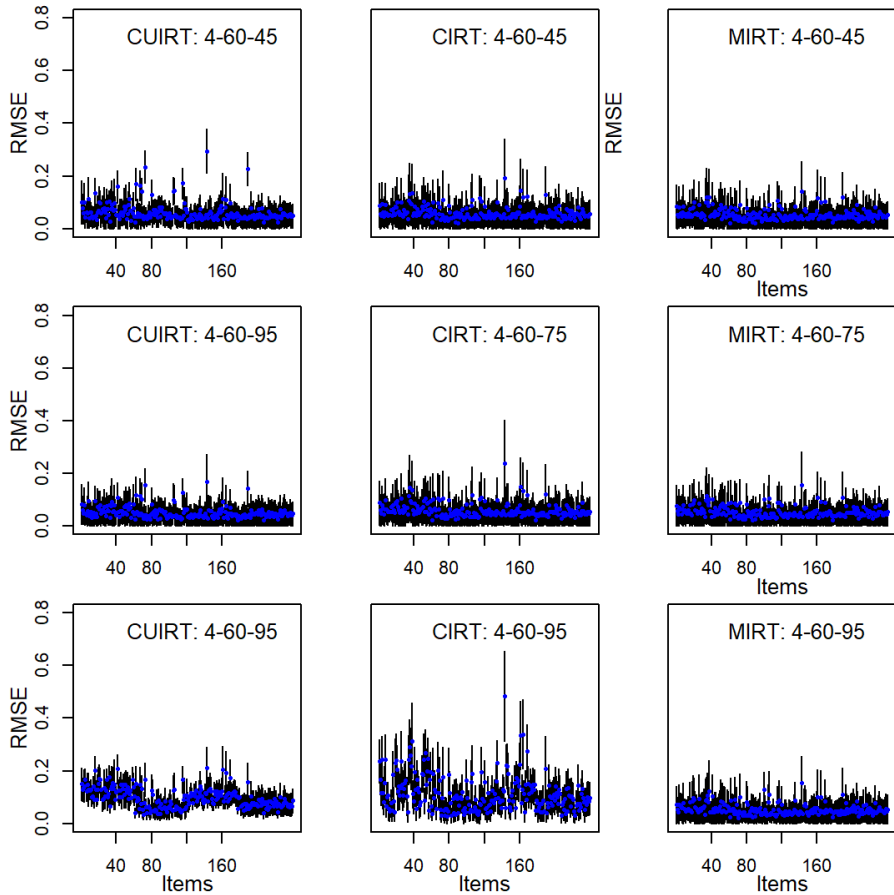 CUIRT: 4-60-45
RMSE
0.0 0.2 0.4 0.6 0.8
40 80 160
CIRT: 4-60-45
40 80 160
MIRT: 4-60-45
RMSE
40 80 160
Items
CUIRT: 4-60-95
RMSE
0.0 0.2 0.4 0.6 0.8
40 80 160
CIRT: 4-60-75
40 80 160
MIRT: 4-60-75
40 80 160
Items
CUIRT: 4-60-95
RMSE
0.0 0.2 0.4 0.6 0.8
40 80 160
Items
CIRT: 4-60-95
40 80 160
Items
MIRT: 4-60-95
40 80 160
Items